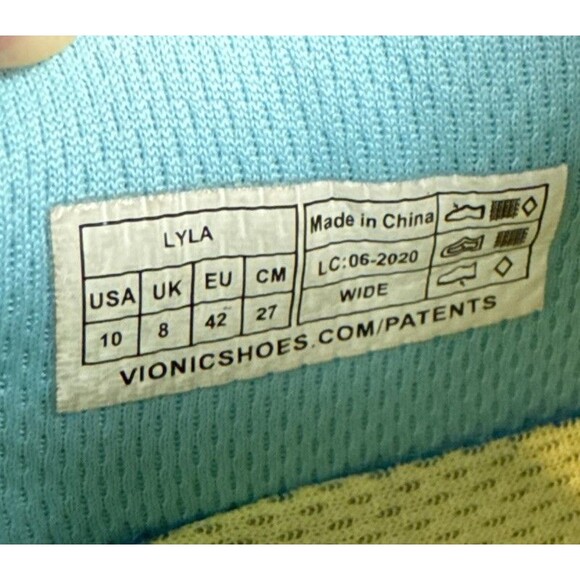 LYLA
USA UK EU CM
10 8 42 27
Made in China
LC:06-2020
WIDE
VIONICSHOES.COM/PATENTS